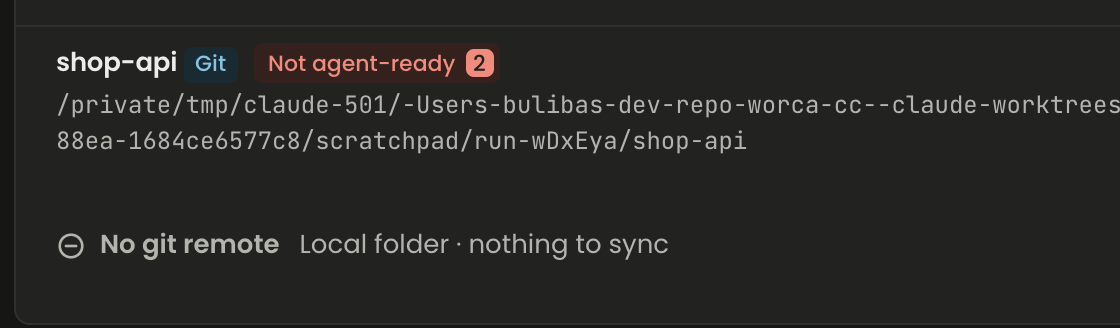 shop-api Git Not agent-ready 2
/private/tmp/claude-501/-Users-bulibas-dev-repo-worca-cc--claude-worktrees
88ea-1684ce6577c8/scratchpad/run-wDxEya/shop-api
No git remote Local folder · nothing to sync